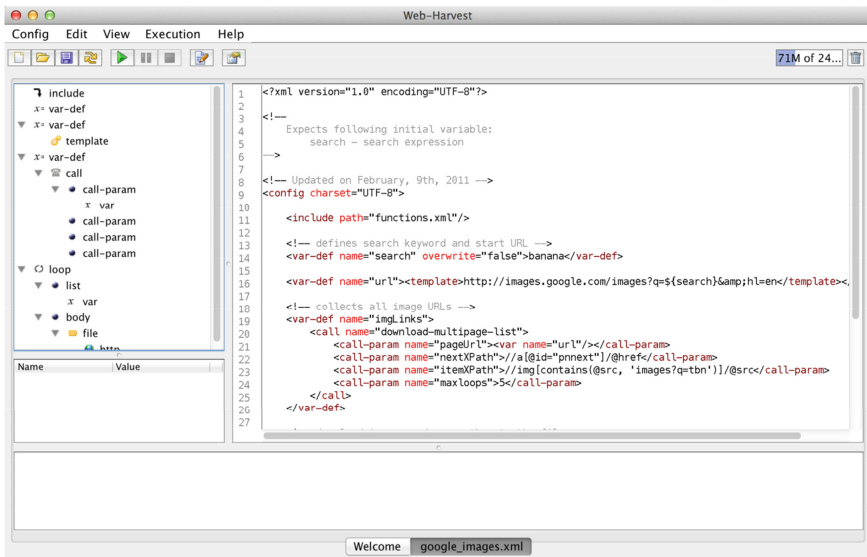 Web-Harvest
Config Edit View Execution Help
71M of 24...
include
x= var-def
x= var-def
template
x= var-def
call
call-param
x var
call-param
call-param
call-param
loop
list
x var
body
file
http
Name Value
1 <?xml version="1.0" encoding="UTF-8"?>
2
3 <!--
4 Expects following initial variable:
5 search - search expression
6 -->
7
8 <!-- Updated on February, 9th, 2011 -->
9 <config charset="UTF-8">
10
11 <include path="functions.xml"/>
12
13 <!-- defines search keyword and start URL -->
14 <var-def name="search" overwrite="false">banana</var-def>
15
16 <var-def name="url"><template>http://images.google.com/images?q=${search}&amp;hl=en</template></
17
18 <!-- collects all image URLs -->
19 <var-def name="imgLinks">
20 <call name="download-multipage-list">
21 <call-param name="pageUrl"><var name="url"/></call-param>
22 <call-param name="nextXPath">//a[@id="pnnext"]/@href</call-param>
23 <call-param name="itemXPath">//img[contains(@src, 'images?q=tbn')]/@src</call-param>
24 <call-param name="maxloops">5</call-param>
25 </call>
26 </var-def>
27
Welcome google_images.xml